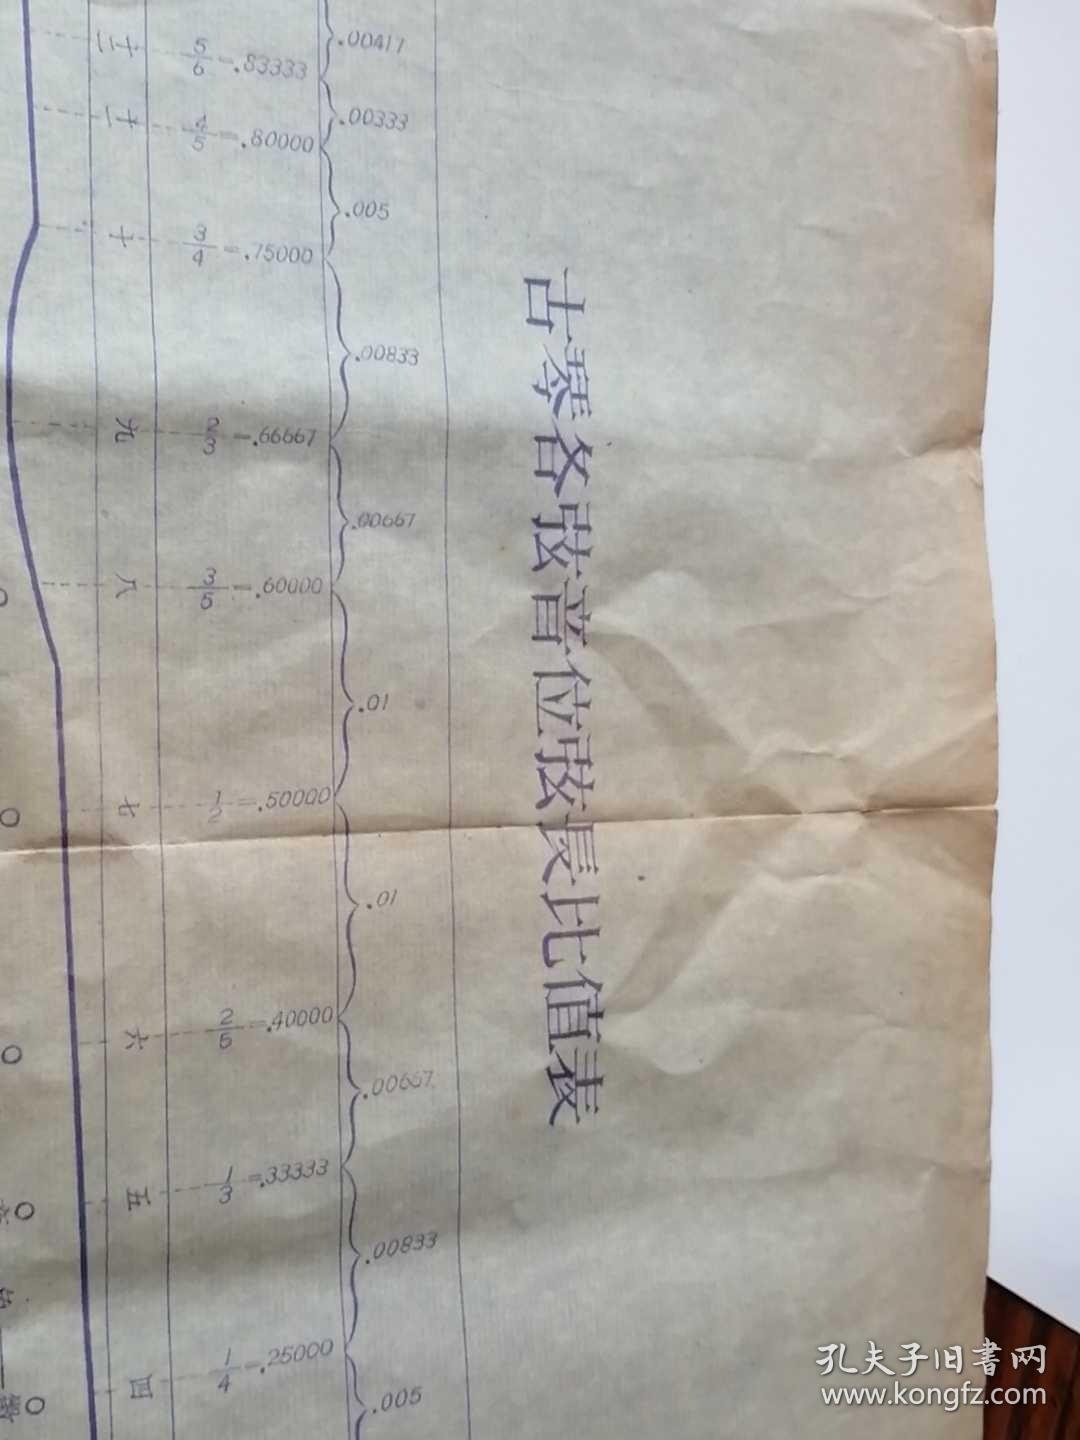 古琴各弦音位弦長比值表
十二 5/6=.83333
.00417
十一 4/5=.80000
.00333
.005
十 3/4=.75000
.00833
九 2/3=.66667
.00667
八 3/5=.60000
.01
七 1/2=.50000
.01
六 2/5=.40000
.00667
五 1/3=.33333
.00833
四 1/4=.25000
.005
孔夫子旧書网
www.kongfz.com